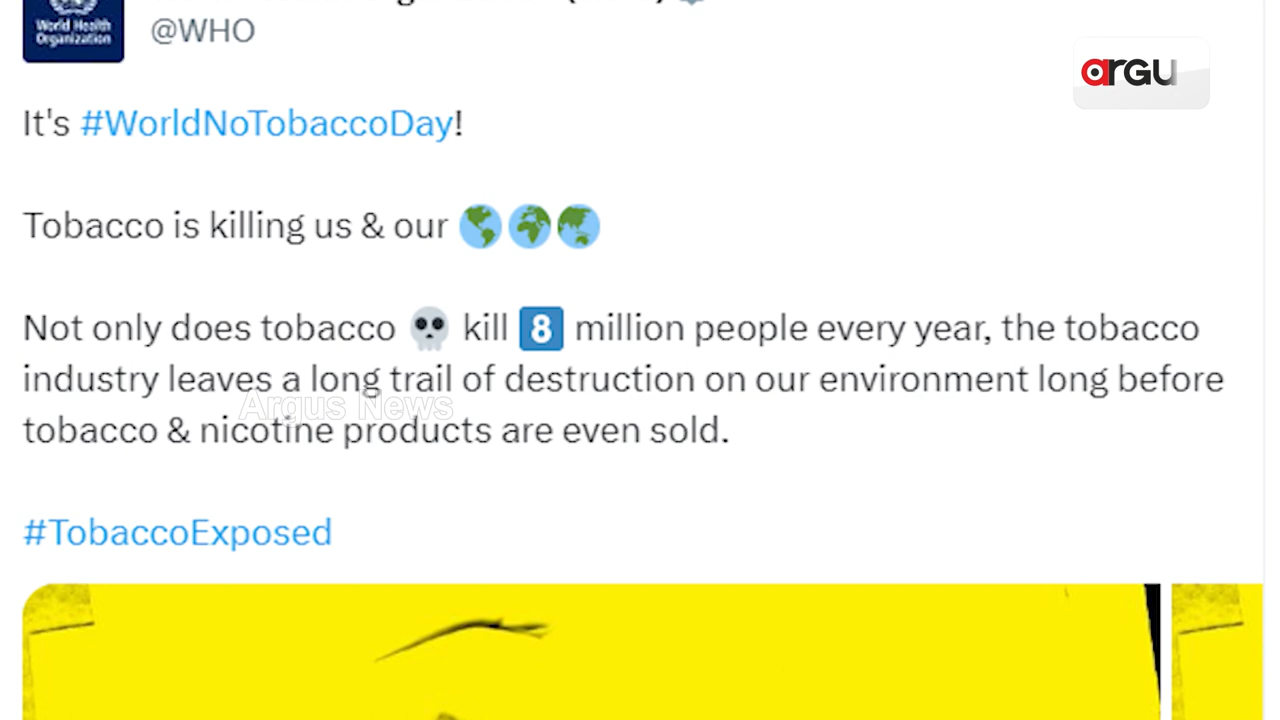 World Health
Organization
@WHO
arGU
It's #WorldNoTobaccoDay!
Tobacco is killing us & our 🌎🌍🌏
Not only does tobacco 💀 kill 8️⃣ million people every year, the tobacco
industry leaves a long trail of destruction on our environment long before
Argus News
tobacco & nicotine products are even sold.
#TobaccoExposed